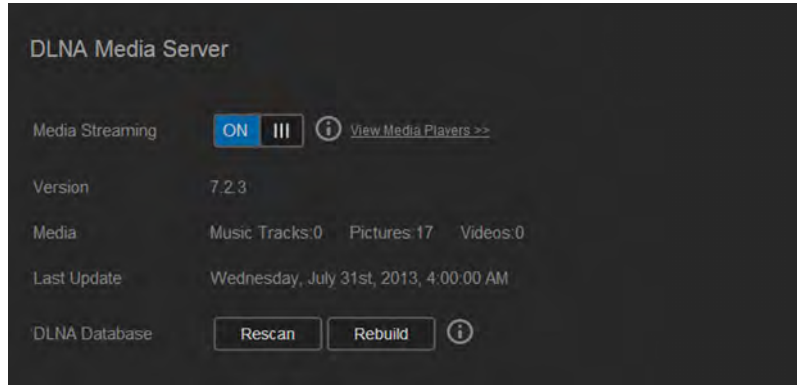 DLNA Media Server
Media Streaming ON View Media Players >>
Version 7.2.3
Media Music Tracks:0 Pictures:17 Videos:0
Last Update Wednesday, July 31st, 2013, 4:00:00 AM
DLNA Database Rescan Rebuild